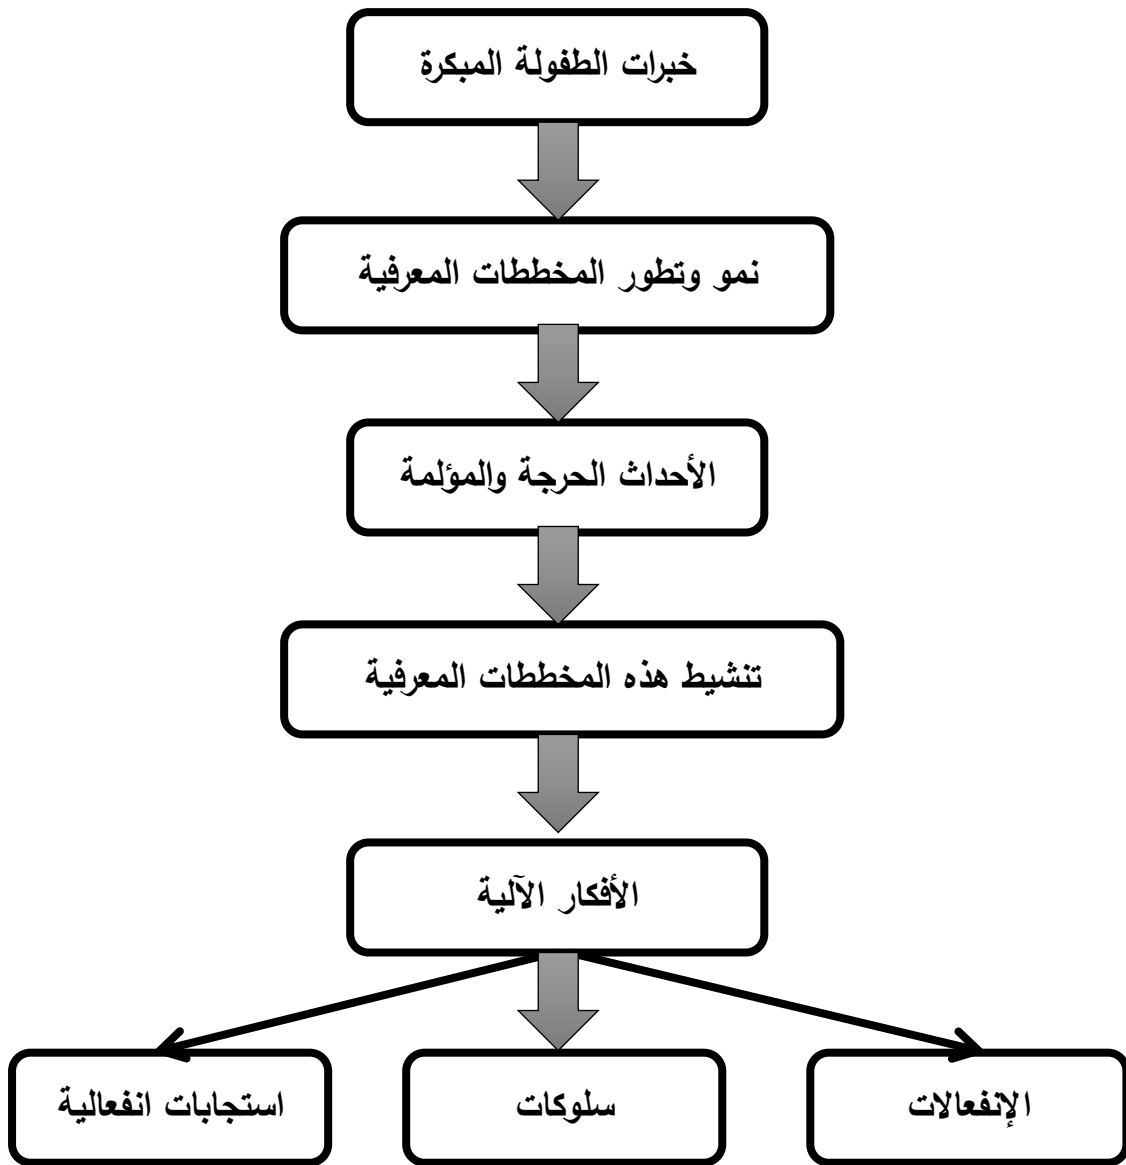 خبرات الطفولة المبكرة
نمو وتطور المخططات المعرفية
الأحداث الحرجة والمؤلمة
تنشيط هذه المخططات المعرفية
الأفكار الآلية
الإنفعالات
سلوكات
استجابات انفعالية